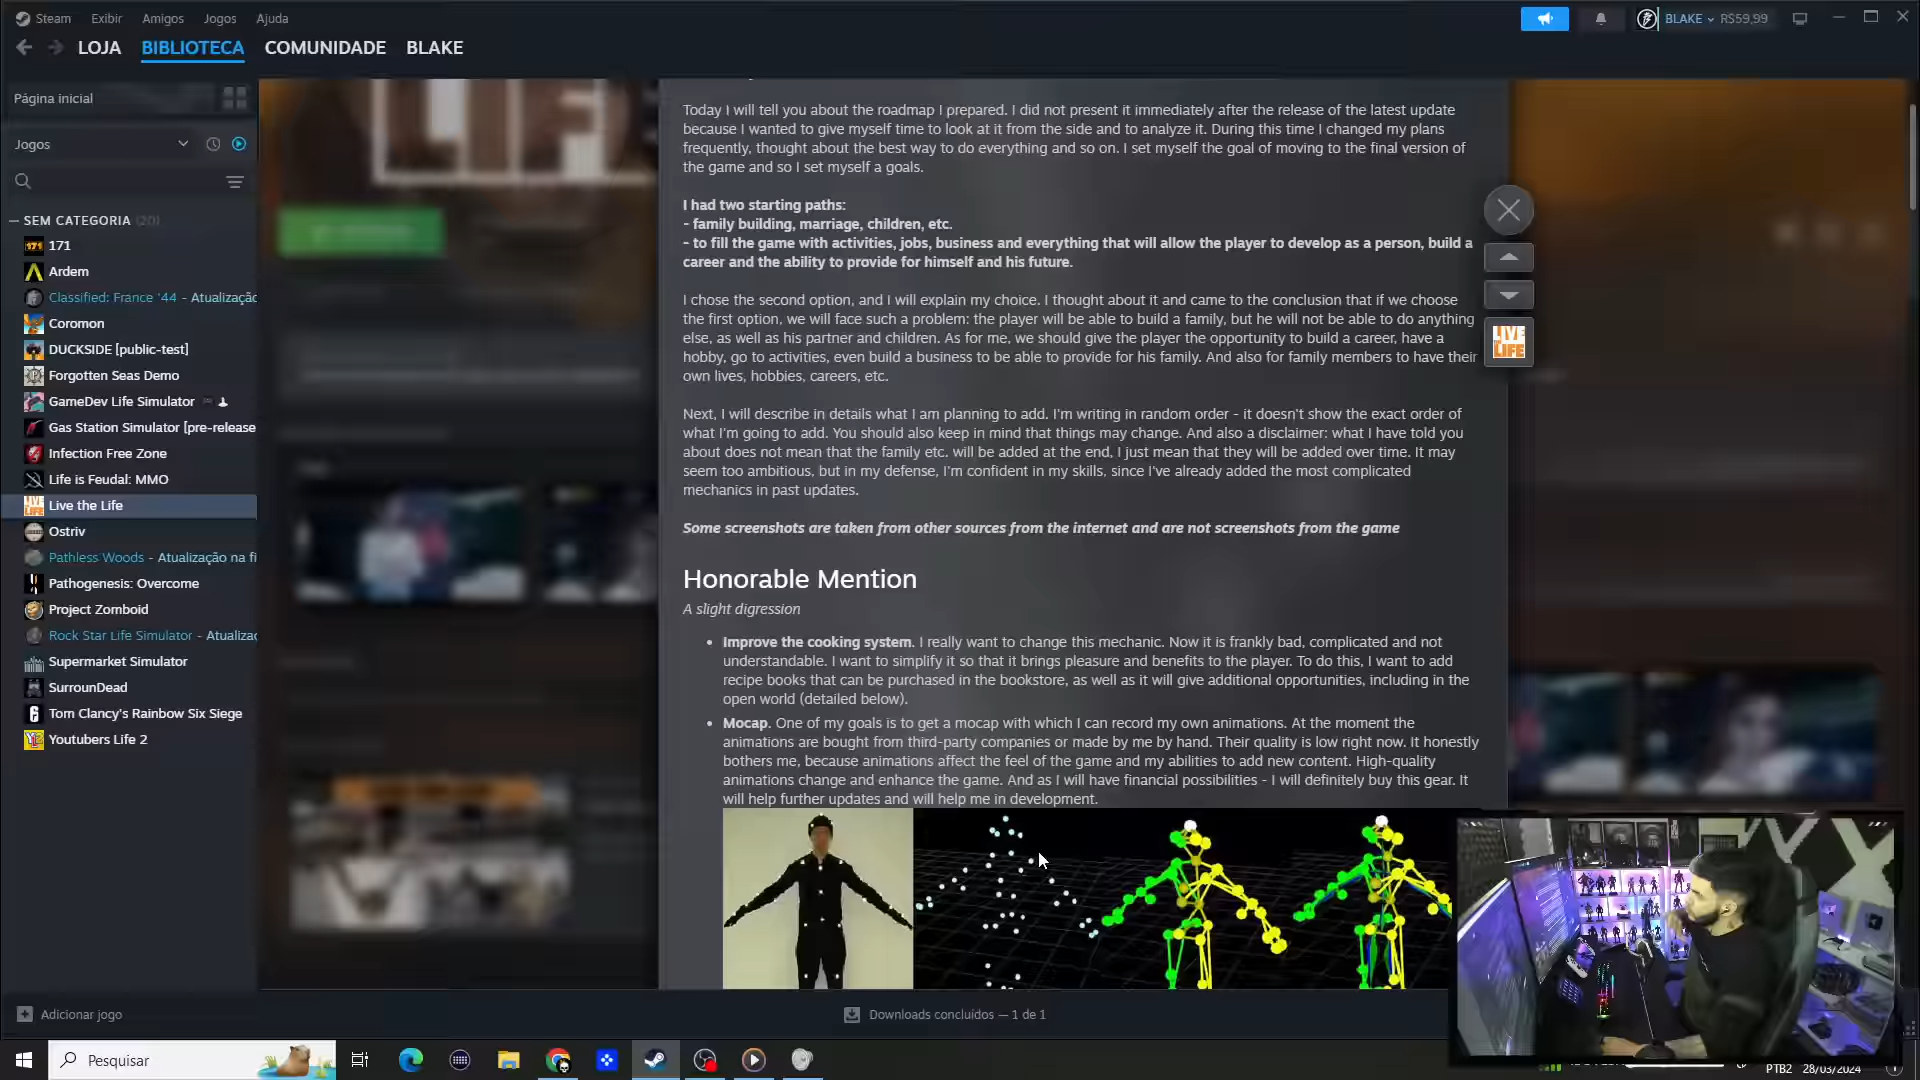 Steam
Exibir
Amigos
Jogos
Ajuda
BLAKE
R$59,99
LOJA
BIBLIOTECA
COMUNIDADE
BLAKE
Página inicial
Jogos
SEM CATEGORIA (20)
171
Ardem
Classified: France '44 - Atualização
Coromon
DUCKSIDE [public-test]
Forgotten Seas Demo
GameDev Life Simulator
Gas Station Simulator [pre-release
Infection Free Zone
Life is Feudal: MMO
Live the Life
Ostriv
Pathless Woods - Atualização na fi
Pathogenesis: Overcome
Project Zomboid
Rock Star Life Simulator - Atualizaç
Supermarket Simulator
SurrounDead
Tom Clancy's Rainbow Six Siege
Youtubers Life 2
Today I will tell you about the roadmap I prepared. I did not present it immediately after the release of the latest update
because I wanted to give myself time to look at it from the side and to analyze it. During this time I changed my plans
frequently, thought about the best way to do everything and so on. I set myself the goal of moving to the final version of
the game and so I set myself a goals.
I had two starting paths:
- family building, marriage, children, etc.
- to fill the game with activities, jobs, business and everything that will allow the player to develop as a person, build a
career and the ability to provide for himself and his future.
I chose the second option, and I will explain my choice. I thought about it and came to the conclusion that if we choose
the first option, we will face such a problem: the player will be able to build a family, but he will not be able to do anything
else, as well as his partner and children. As for me, we should give the player the opportunity to build a career, have a
hobby, go to activities, even build a business to be able to provide for his family. And also for family members to have their
own lives, hobbies, careers, etc.
Next, I will describe in details what I am planning to add. I'm writing in random order - it doesn't show the exact order of
what I'm going to add. You should also keep in mind that things may change. And also a disclaimer: what I have told you
about does not mean that the family etc. will be added at the end, I just mean that they will be added over time. It may
seem too ambitious, but in my defense, I'm confident in my skills, since I've already added the most complicated
mechanics in past updates.
Some screenshots are taken from other sources from the internet and are not screenshots from the game
Honorable Mention
A slight digression
• Improve the cooking system. I really want to change this mechanic. Now it is frankly bad, complicated and not
understandable. I want to simplify it so that it brings pleasure and benefits to the player. To do this, I want to add
recipe books that can be purchased in the bookstore, as well as it will give additional opportunities, including in the
open world (detailed below).
• Mocap. One of my goals is to get a mocap with which I can record my own animations. At the moment the
animations are bought from third-party companies or made by me by hand. Their quality is low right now. It honestly
bothers me, because animations affect the feel of the game and my abilities to add new content. High-quality
animations change and enhance the game. And as I will have financial possibilities - I will definitely buy this gear. It
will help further updates and will help me in development.
LIVE
LIFE
Adicionar jogo
Downloads concluídos — 1 de 1
Pesquisar
PTB2
28/03/2024